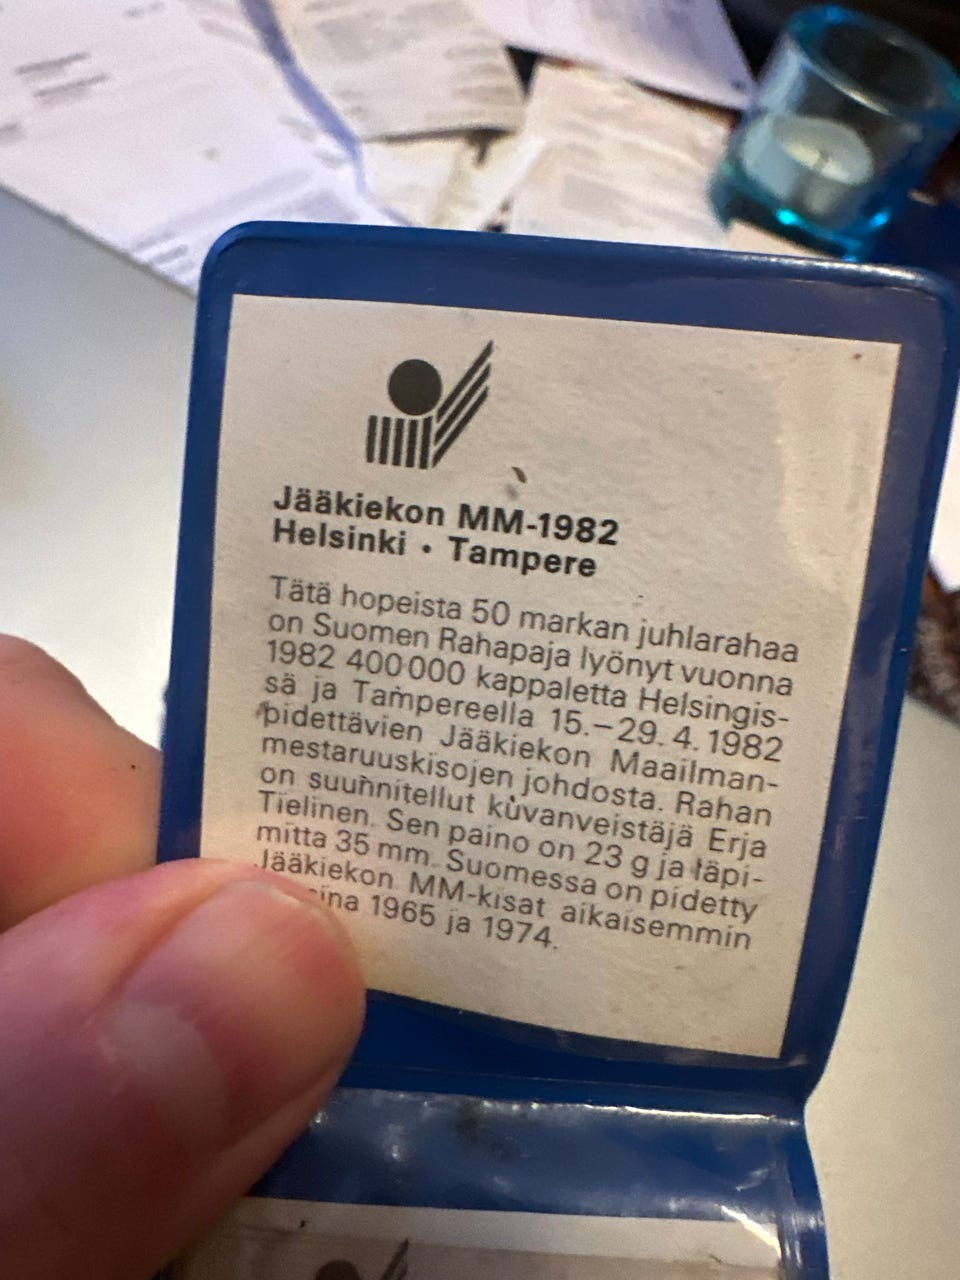 Jääkiekon MM-1982
Helsinki • Tampere
Tätä hopeista 50 markan juhlarahaa
on Suomen Rahapaja lyönyt vuonna
1982 400 000 kappaletta Helsingis-
sä ja Tampereella 15.–29.4.1982
pidettävien Jääkiekon Maailman-
mestaruuskisojen johdosta. Rahan
on suunnitellut kuvanveistäjä Erja
Tielinen. Sen paino on 23 g ja läpi-
mitta 35 mm. Suomessa on pidetty
Jääkiekon MM-kisat aikaisemmin
1965 ja 1974.